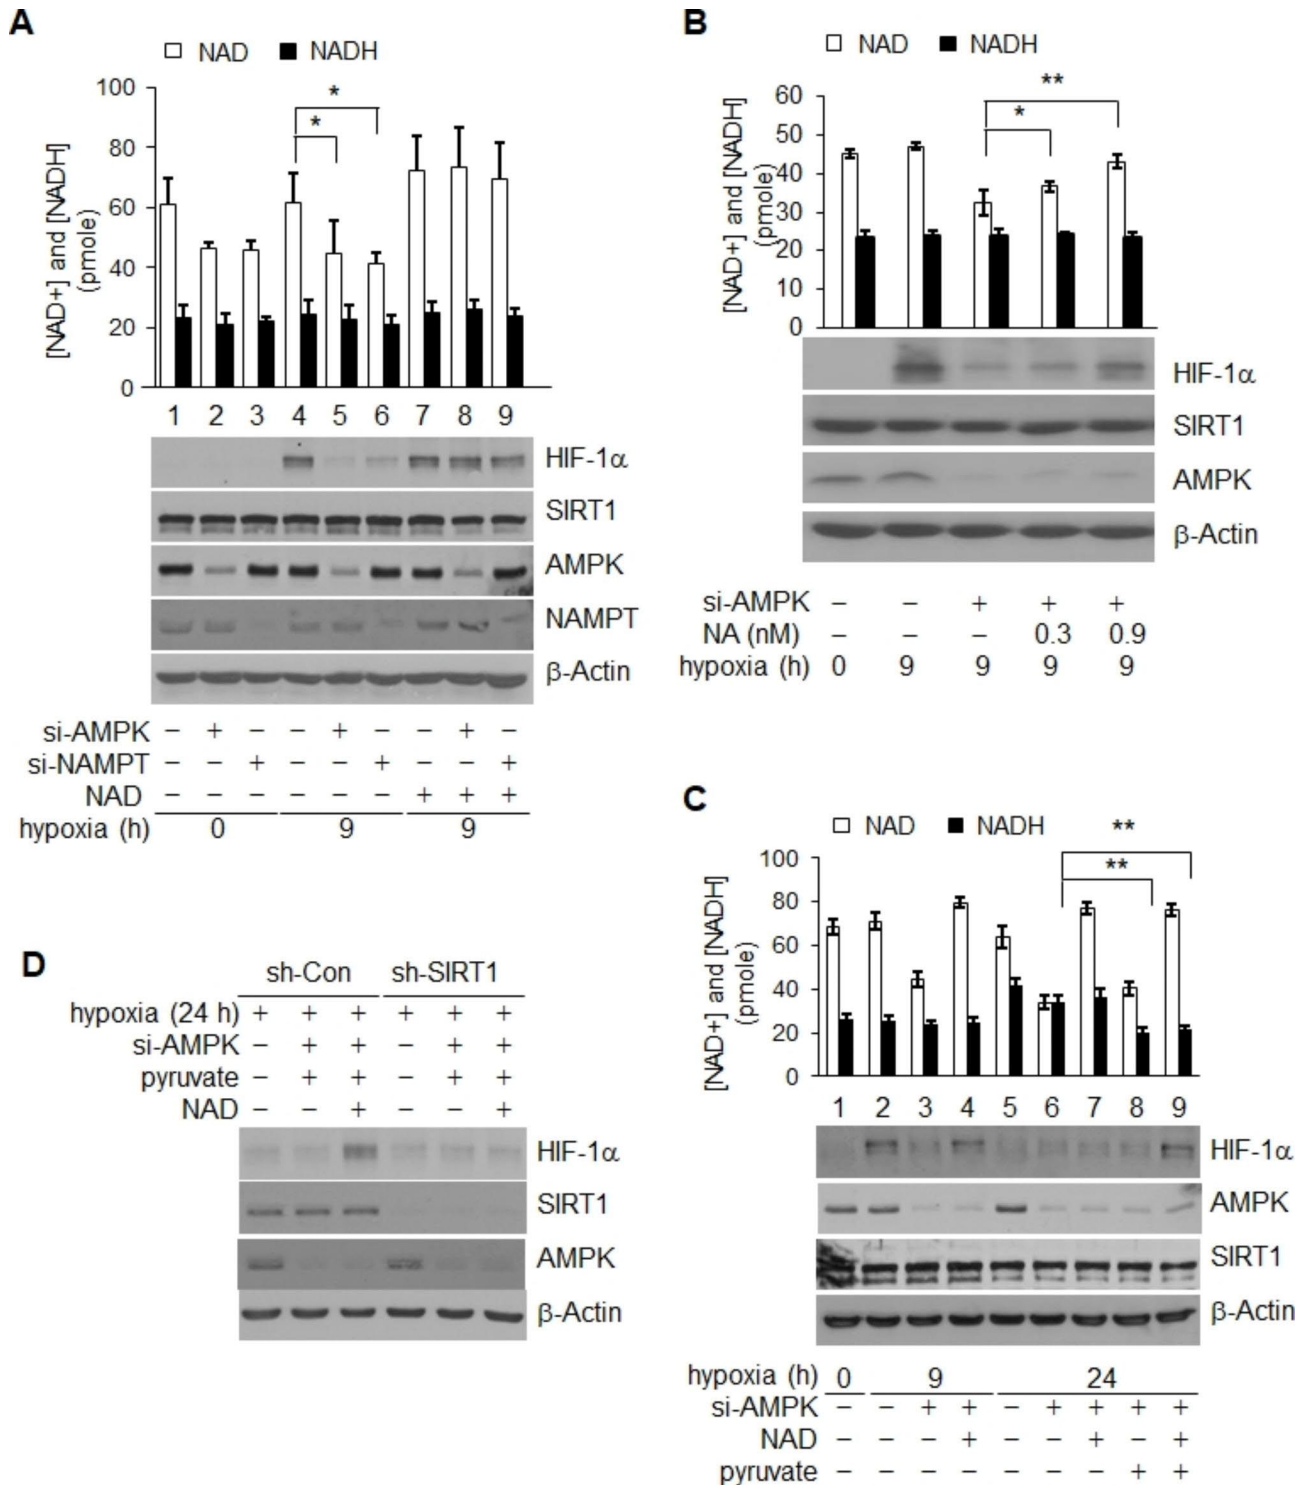 A
NAD NADH
[NAD+] and [NADH]
(pmole)
100
80
60
40
20
0
* *
1 2 3 4 5 6 7 8 9
HIF-1α
SIRT1
AMPK
NAMPT
β-Actin
si-AMPK − + − − + − − + −
si-NAMPT − − + − − + − − +
NAD − − − − − − + + +
hypoxia (h) 0 9 9
B
NAD NADH
[NAD+] and [NADH]
(pmole)
60
50
40
30
20
10
0
* **
HIF-1α
SIRT1
AMPK
β-Actin
si-AMPK − − + + +
NA (nM) − − − 0.3 0.9
hypoxia (h) 0 9 9 9 9
C
NAD NADH
[NAD+] and [NADH]
(pmole)
100
80
60
40
20
0
** **
1 2 3 4 5 6 7 8 9
HIF-1α
AMPK
SIRT1
β-Actin
hypoxia (h) 0 9 24
si-AMPK − − + + − + + + +
NAD − − − + − − + − +
pyruvate − − − − − − − + +
D
sh-Con sh-SIRT1
hypoxia (24 h) + + + + + +
si-AMPK − + + − + +
pyruvate − + + − + +
NAD − − + − − +
HIF-1α
SIRT1
AMPK
β-Actin